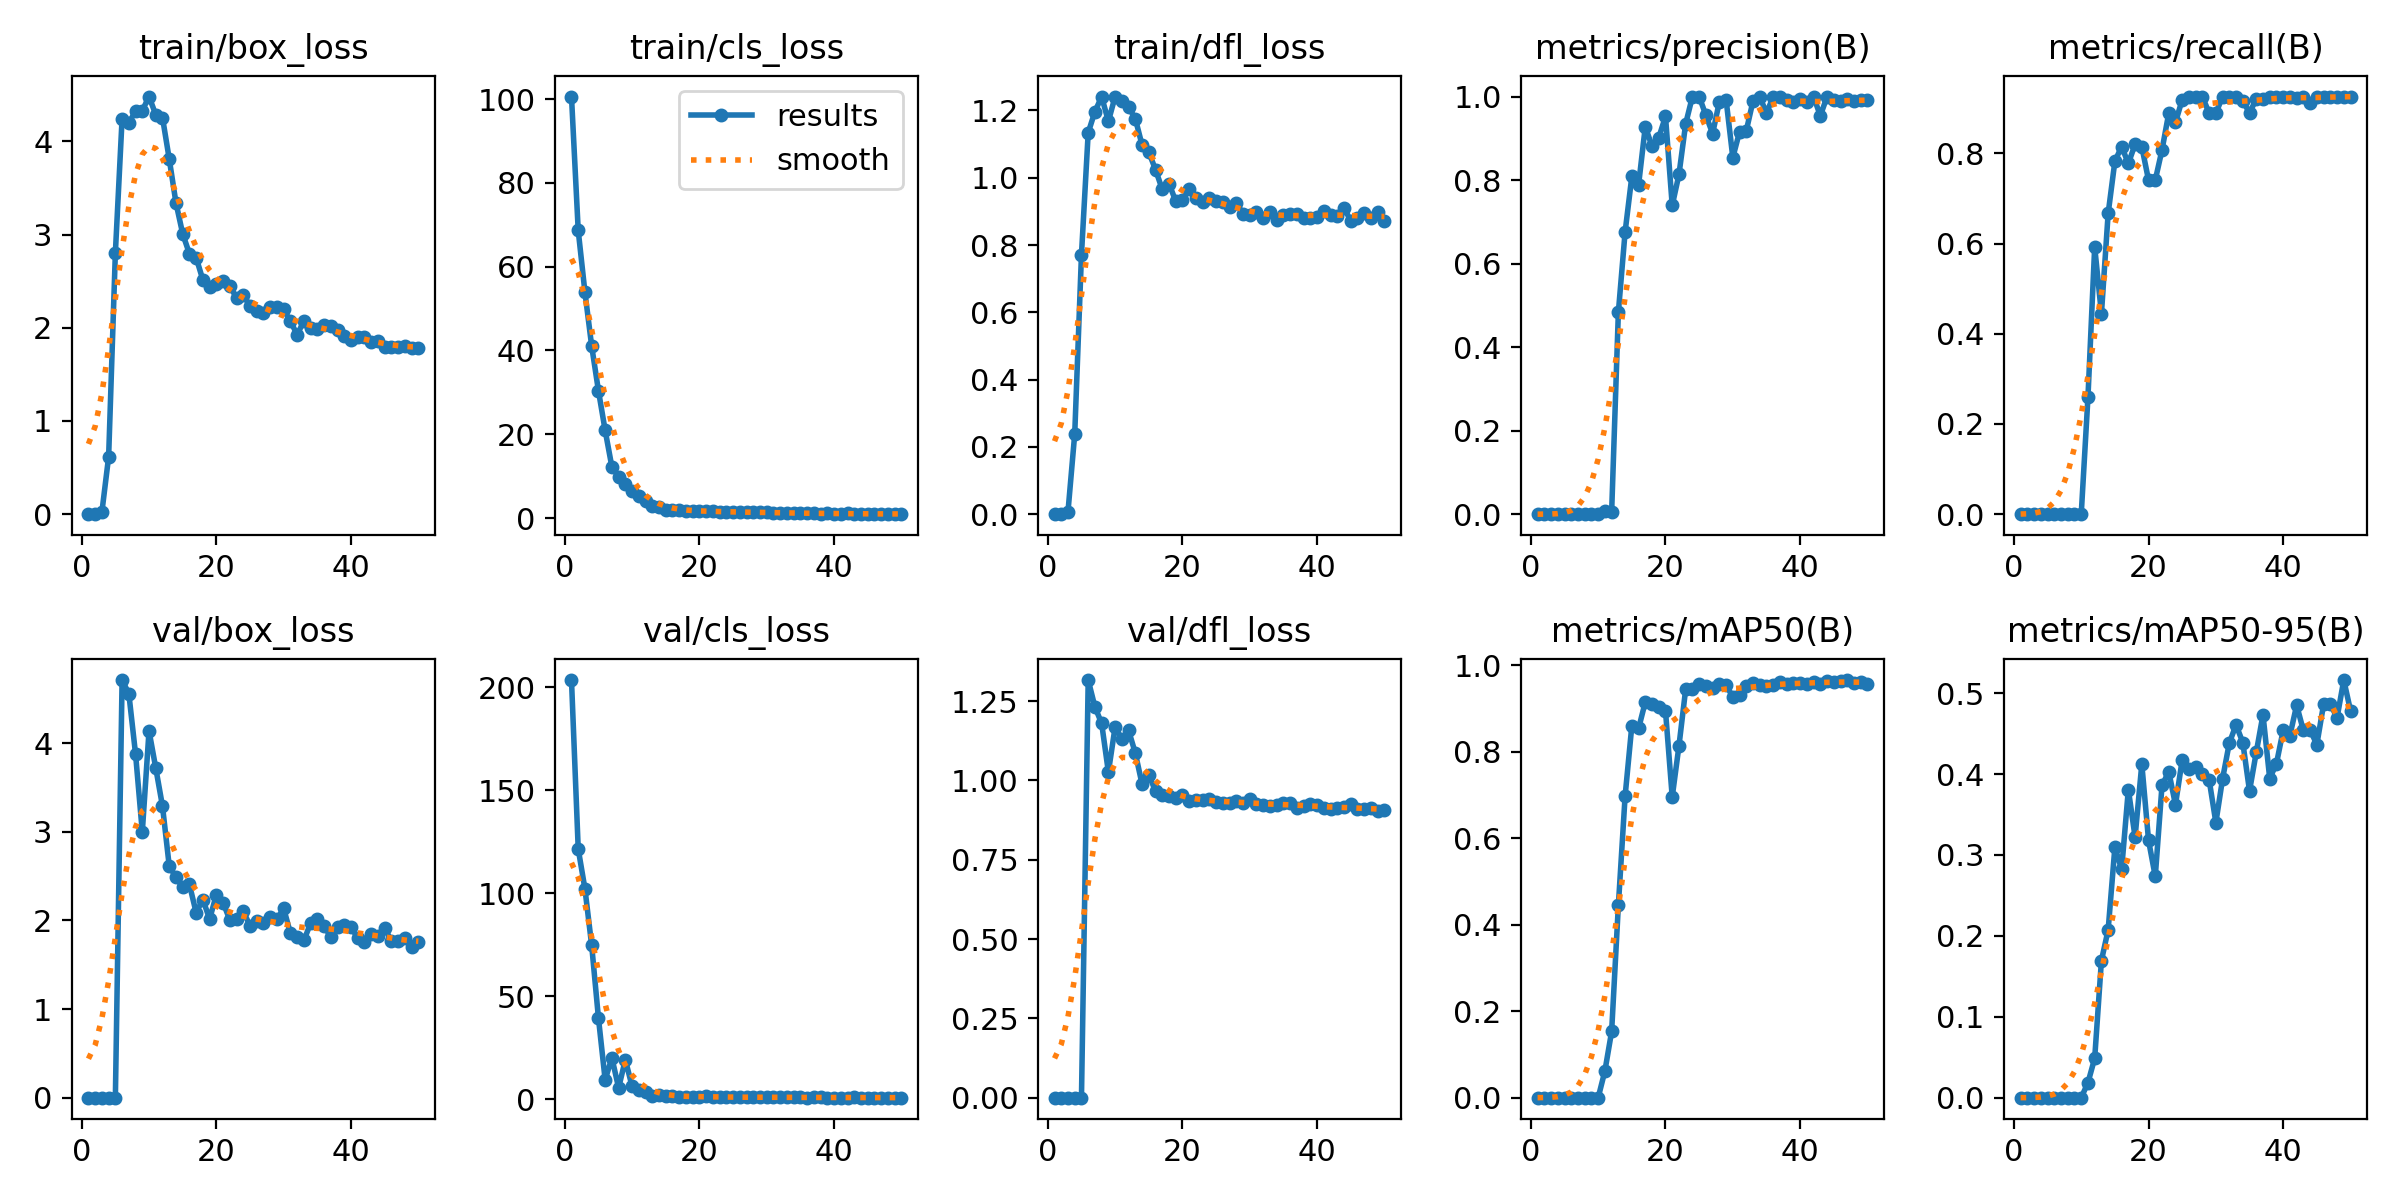 train/box_loss
4
3
2
1
0
0 20 40
train/cls_loss
results
smooth
100
80
60
40
20
0
0 20 40
train/dfl_loss
1.2
1.0
0.8
0.6
0.4
0.2
0.0
0 20 40
metrics/precision(B)
1.0
0.8
0.6
0.4
0.2
0.0
0 20 40
metrics/recall(B)
0.8
0.6
0.4
0.2
0.0
0 20 40
val/box_loss
4
3
2
1
0
0 20 40
val/cls_loss
200
150
100
50
0
0 20 40
val/dfl_loss
1.25
1.00
0.75
0.50
0.25
0.00
0 20 40
metrics/mAP50(B)
1.0
0.8
0.6
0.4
0.2
0.0
0 20 40
metrics/mAP50-95(B)
0.5
0.4
0.3
0.2
0.1
0.0
0 20 40